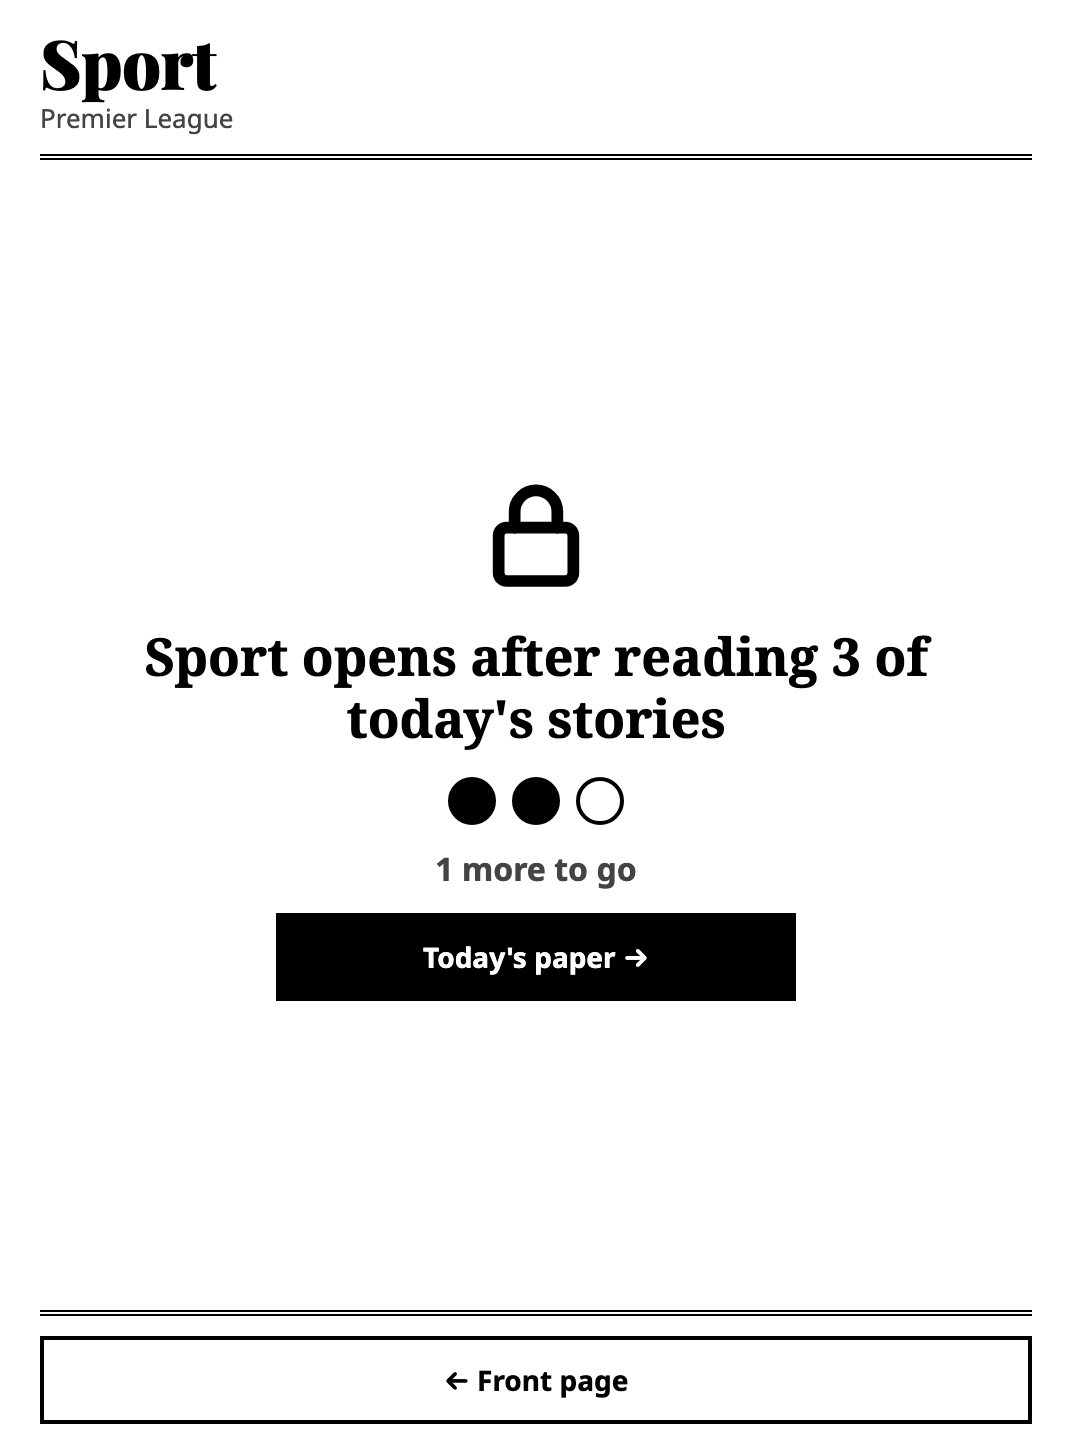 Sport
Premier League
Sport opens after reading 3 of
today's stories
1 more to go
Today's paper →
← Front page